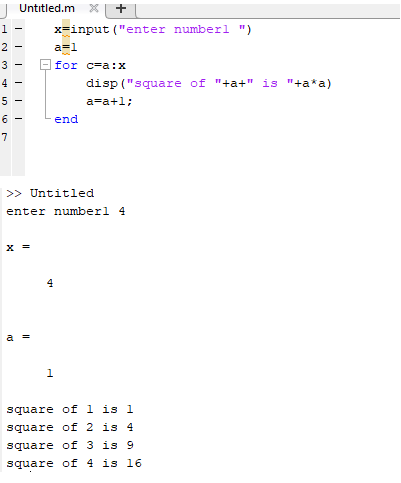 Untitled.m
1 - x=input("enter number1 ")
2 - a=1
3 - for c=a:x
4 - disp("square of "+a+" is "+a*a)
5 - a=a+1;
6 - end
7
>> Untitled
enter number1 4
x =
4
a =
1
square of 1 is 1
square of 2 is 4
square of 3 is 9
square of 4 is 16